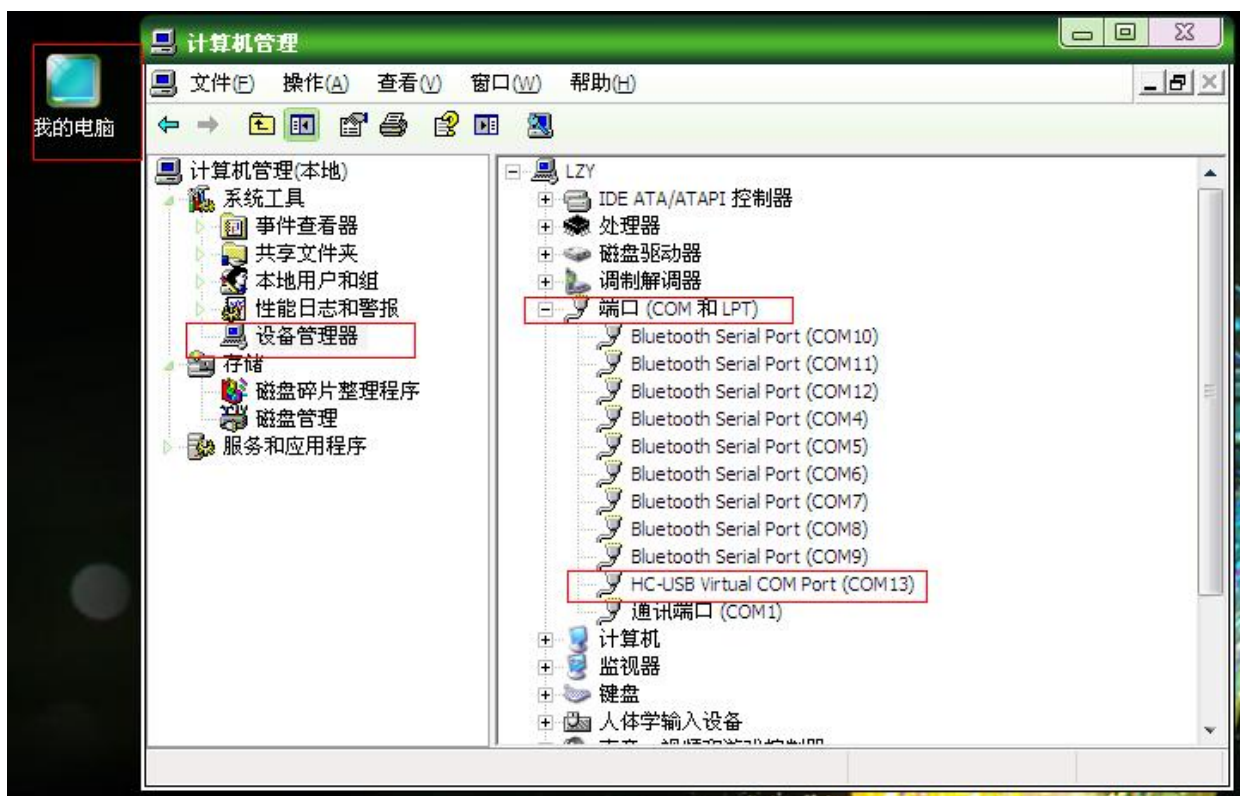 计算机管理
文件(F) 操作(A) 查看(V) 窗口(W) 帮助(H)
我的电脑
计算机管理(本地)
系统工具
事件查看器
共享文件夹
本地用户和组
性能日志和警报
设备管理器
存储
磁盘碎片整理程序
磁盘管理
服务和应用程序
LZY
IDE ATA/ATAPI 控制器
处理器
磁盘驱动器
调制解调器
端口 (COM 和 LPT)
Bluetooth Serial Port (COM10)
Bluetooth Serial Port (COM11)
Bluetooth Serial Port (COM12)
Bluetooth Serial Port (COM4)
Bluetooth Serial Port (COM5)
Bluetooth Serial Port (COM6)
Bluetooth Serial Port (COM7)
Bluetooth Serial Port (COM8)
Bluetooth Serial Port (COM9)
HC-USB Virtual COM Port (COM13)
通讯端口 (COM1)
计算机
监视器
键盘
人体学输入设备